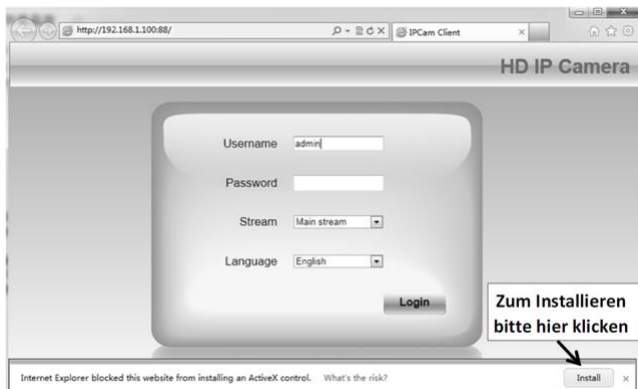 http://192.168.1.100:88/
IPCam Client
HD IP Camera
Username admin
Password
Stream Main stream
Language English
Login
Zum Installieren
bitte hier klicken
Internet Explorer blocked this website from installing an ActiveX control. What's the risk? Install